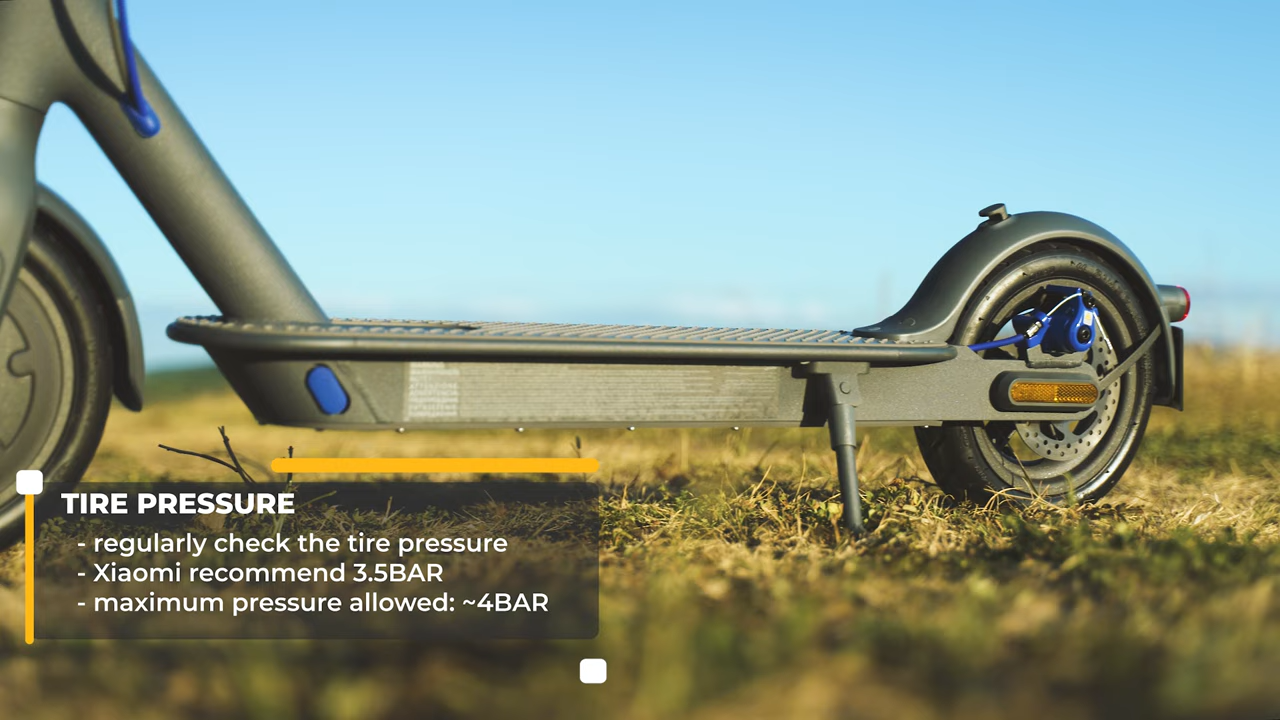 TIRE PRESSURE
- regularly check the tire pressure
- Xiaomi recommend 3.5BAR
- maximum pressure allowed: ~4BAR